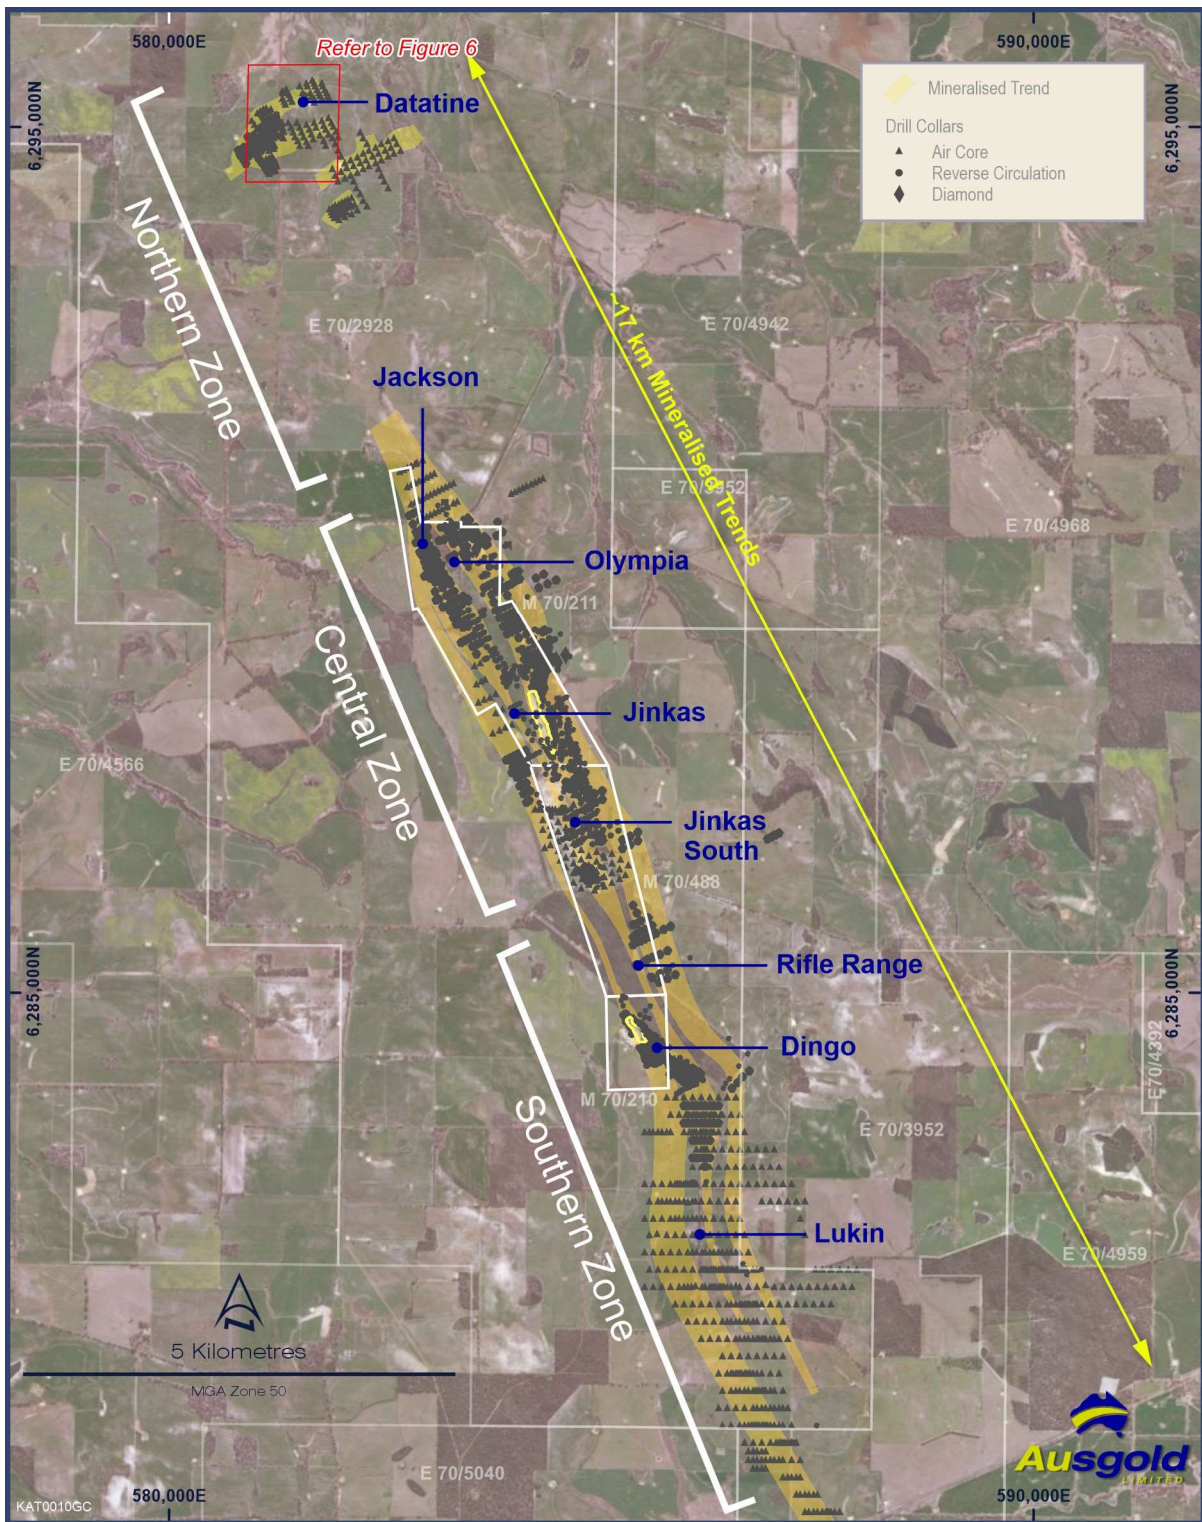 580,000E
590,000E
Refer to Figure 6
Mineralised Trend
Drill Collars
Air Core
Reverse Circulation
Diamond
6,295,000N
6,295,000N
Datatine
Northern Zone
E 70/2928
E 70/4942
~17 km Mineralised Trends
Jackson
E 70/3952
E 70/4968
Olympia
M 70/211
Central Zone
Jinkas
E 70/4566
Jinkas
South
M 70/488
Rifle Range
6,285,000N
6,285,000N
Dingo
E70/4392
M 70/210
E 70/3952
Southern Zone
Lukin
E 70/4959
5 Kilometres
MGA Zone 50
Ausgold
LIMITED
E 70/5040
KAT0010GC
580,000E
590,000E